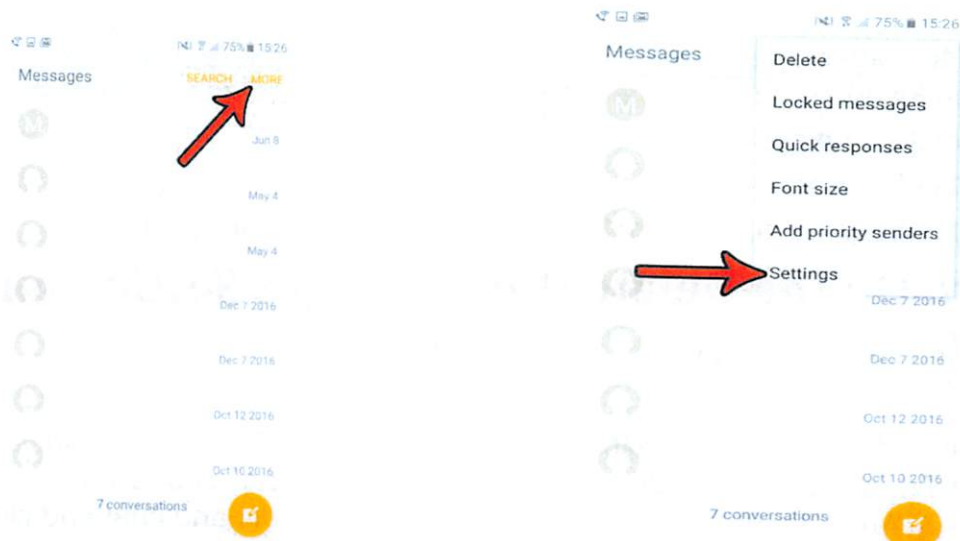 75% 15:26
Messages
SEARCH MORE
M
Jun 8
May 4
May 4
Dec 7 2016
Dec 7 2016
Oct 12 2016
Oct 10 2016
7 conversations
75% 15:26
Messages
Delete
M
Locked messages
Quick responses
Font size
Add priority senders
Settings
Dec 7 2016
Dec 7 2016
Oct 12 2016
Oct 10 2016
7 conversations